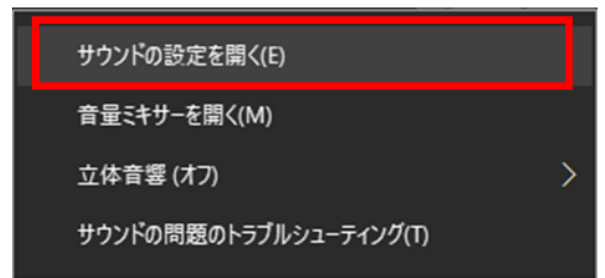 サウンドの設定を開く(E)
音量ミキサーを開く(M)
立体音響 (オフ)
サウンドの問題のトラブルシューティング(T)